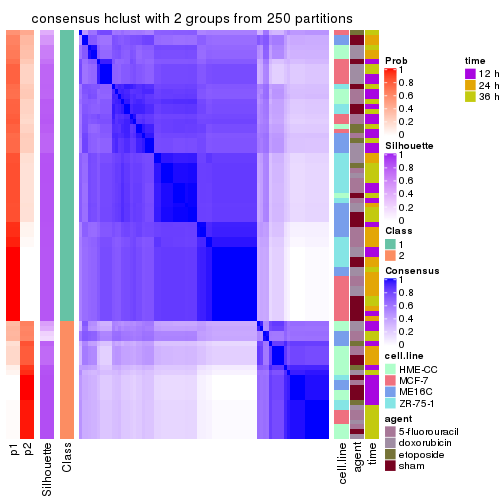 consensus hclust with 2 groups from 250 partitions
p1
p2
Silhouette
Class
cell.line
agent
time
Prob
1
0.8
0.6
0.4
0.2
0
Silhouette
1
0.8
0.6
0.4
0.2
0
Class
1
2
Consensus
1
0.8
0.6
0.4
0.2
0
cell.line
HME-CC
MCF-7
ME16C
ZR-75-1
agent
5-fluorouracil
doxorubicin
etoposide
sham
time
12 h
24 h
36 h